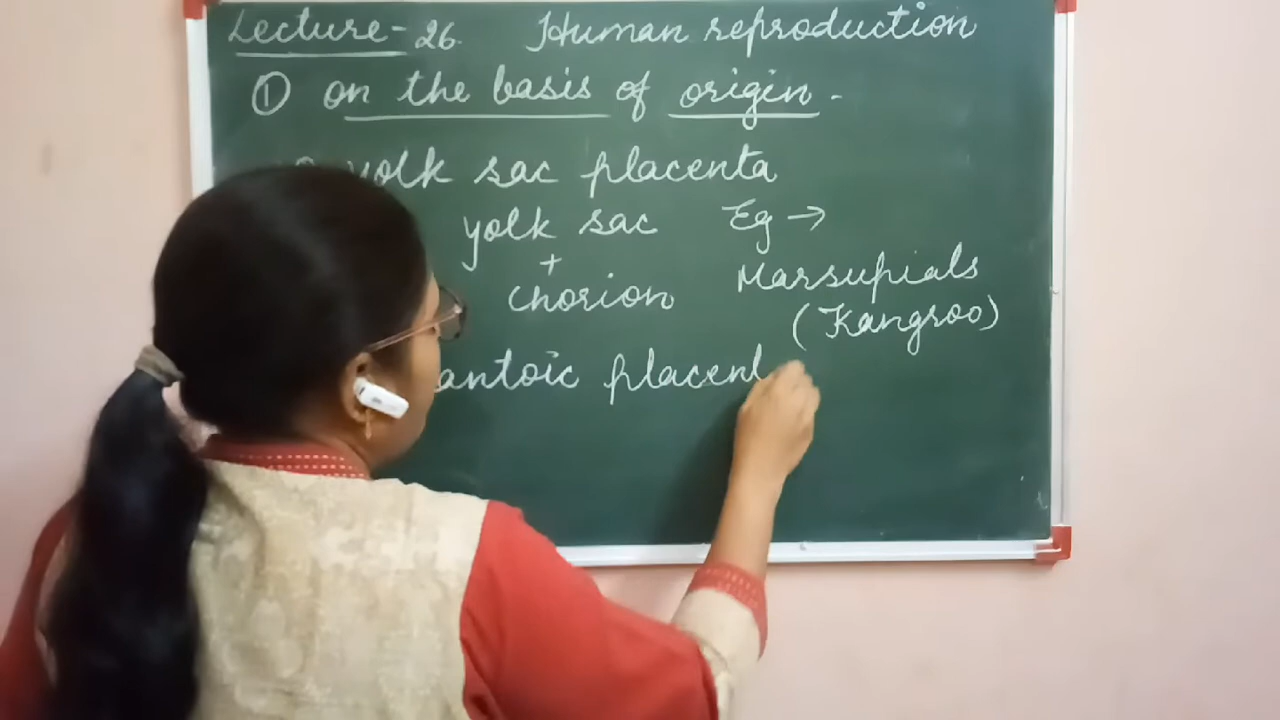 Lecture-26. Human reproduction
① on the basis of origin.-
yolk sac placenta
yolk sac Eg →
+
chorion Marsupials
(Kangroo)
antoic placent